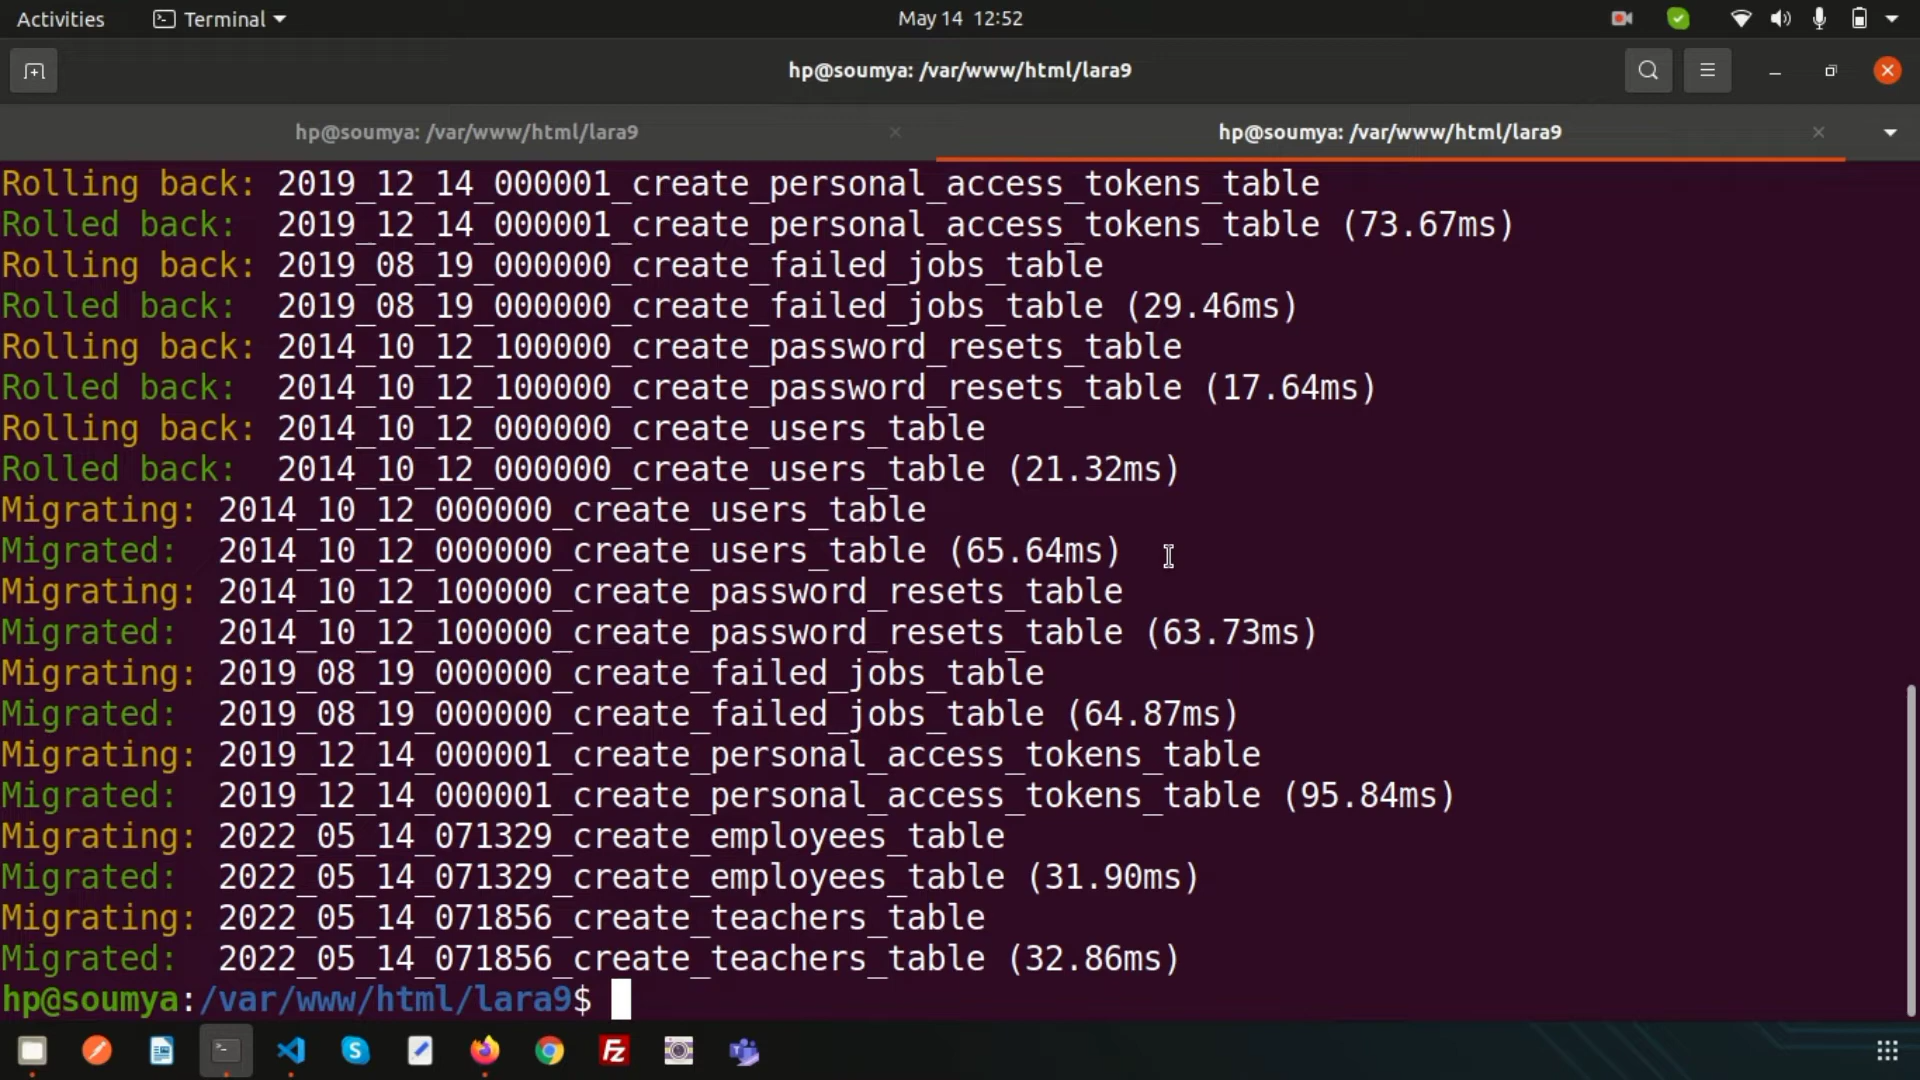 Activities
Terminal
May 14 12:52
hp@soumya: /var/www/html/lara9
hp@soumya: /var/www/html/lara9
hp@soumya: /var/www/html/lara9
Rolling back: 2019_12_14_000001_create_personal_access_tokens_table
Rolled back:  2019_12_14_000001_create_personal_access_tokens_table (73.67ms)
Rolling back: 2019_08_19_000000_create_failed_jobs_table
Rolled back:  2019_08_19_000000_create_failed_jobs_table (29.46ms)
Rolling back: 2014_10_12_100000_create_password_resets_table
Rolled back:  2014_10_12_100000_create_password_resets_table (17.64ms)
Rolling back: 2014_10_12_000000_create_users_table
Rolled back:  2014_10_12_000000_create_users_table (21.32ms)
Migrating: 2014_10_12_000000_create_users_table
Migrated:  2014_10_12_000000_create_users_table (65.64ms)
Migrating: 2014_10_12_100000_create_password_resets_table
Migrated:  2014_10_12_100000_create_password_resets_table (63.73ms)
Migrating: 2019_08_19_000000_create_failed_jobs_table
Migrated:  2019_08_19_000000_create_failed_jobs_table (64.87ms)
Migrating: 2019_12_14_000001_create_personal_access_tokens_table
Migrated:  2019_12_14_000001_create_personal_access_tokens_table (95.84ms)
Migrating: 2022_05_14_071329_create_employees_table
Migrated:  2022_05_14_071329_create_employees_table (31.90ms)
Migrating: 2022_05_14_071856_create_teachers_table
Migrated:  2022_05_14_071856_create_teachers_table (32.86ms)
hp@soumya:/var/www/html/lara9$